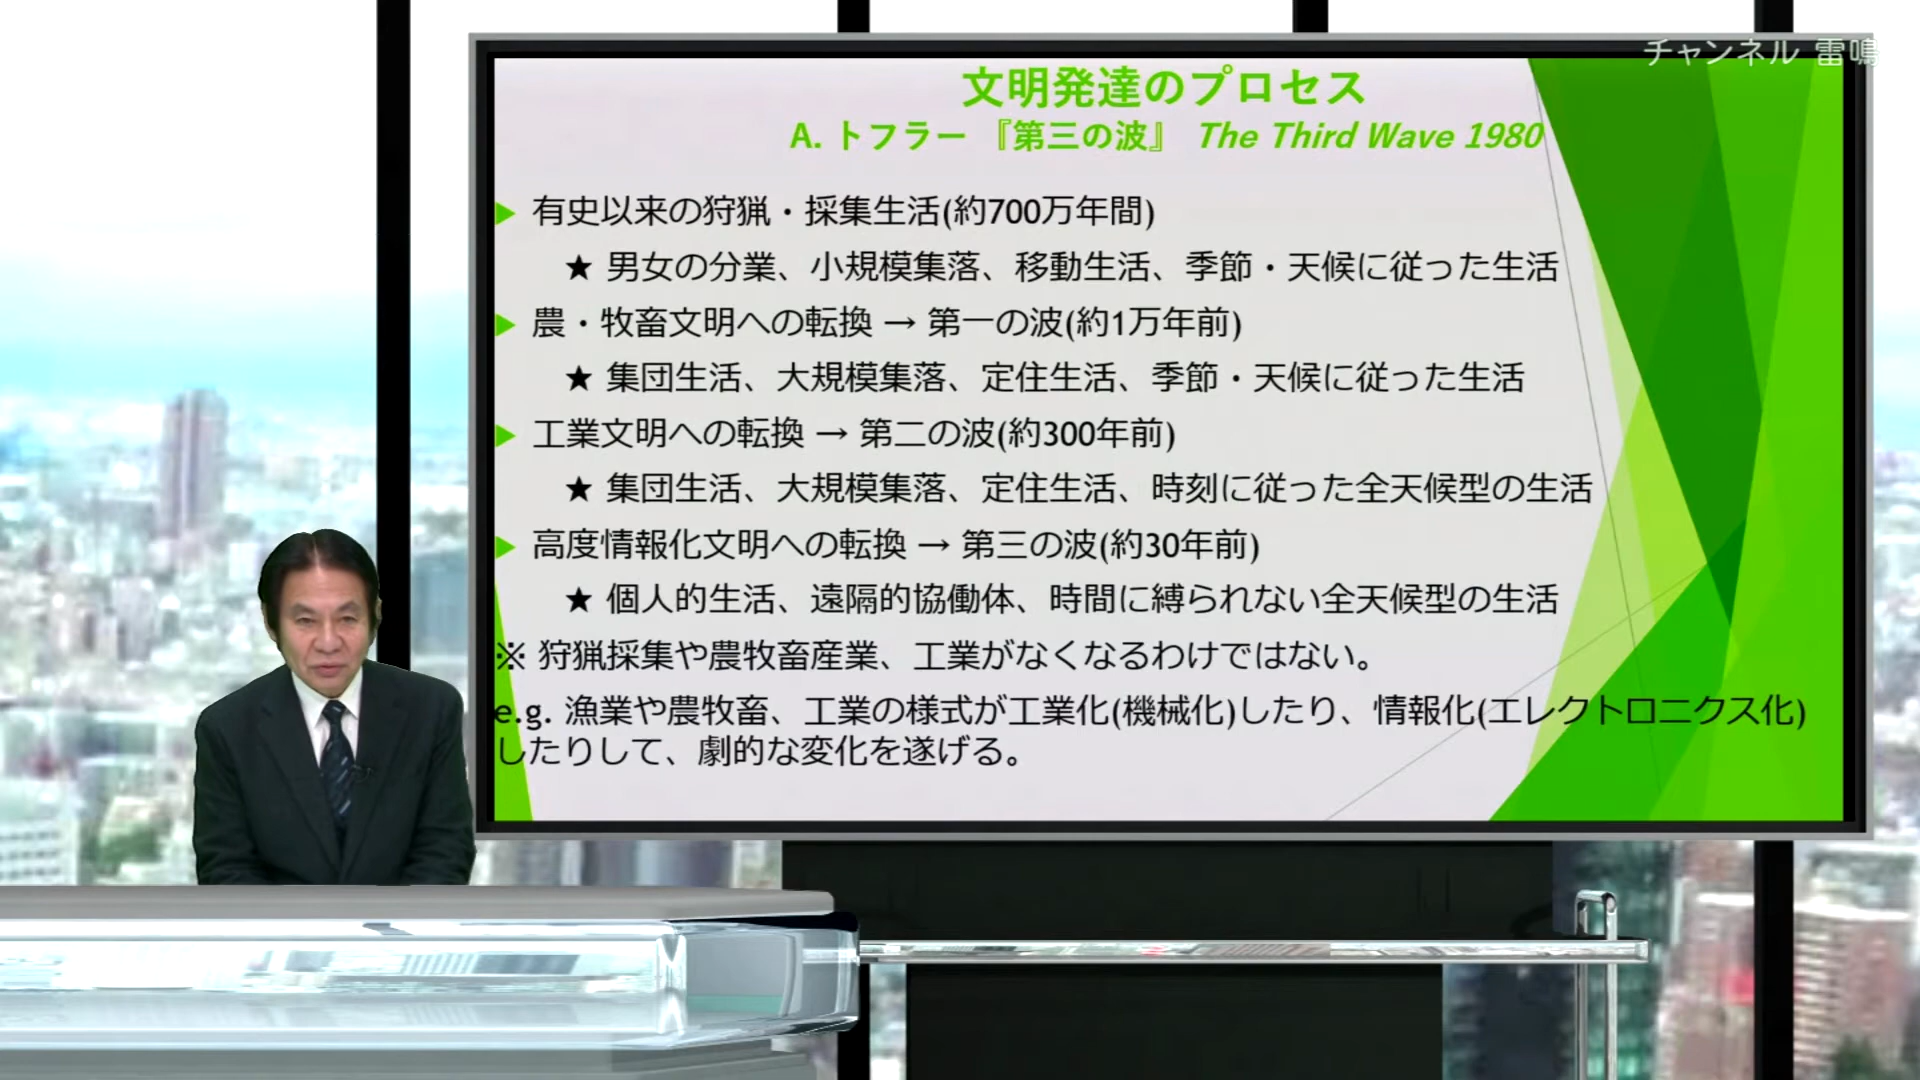 チャンネル 雷鳴
文明発達のプロセス
A. トフラー 『第三の波』 The Third Wave 1980
有史以来の狩猟・採集生活(約700万年間)
★ 男女の分業、小規模集落、移動生活、季節・天候に従った生活
農・牧畜文明への転換 → 第一の波(約1万年前)
★ 集団生活、大規模集落、定住生活、季節・天候に従った生活
工業文明への転換 → 第二の波(約300年前)
★ 集団生活、大規模集落、定住生活、時刻に従った全天候型の生活
高度情報化文明への転換 → 第三の波(約30年前)
★ 個人的生活、遠隔的協働体、時間に縛られない全天候型の生活
※ 狩猟採集や農牧畜産業、工業がなくなるわけではない。
e.g. 漁業や農牧畜、工業の様式が工業化(機械化)したり、情報化(エレクトロニクス化)
したりして、劇的な変化を遂げる。